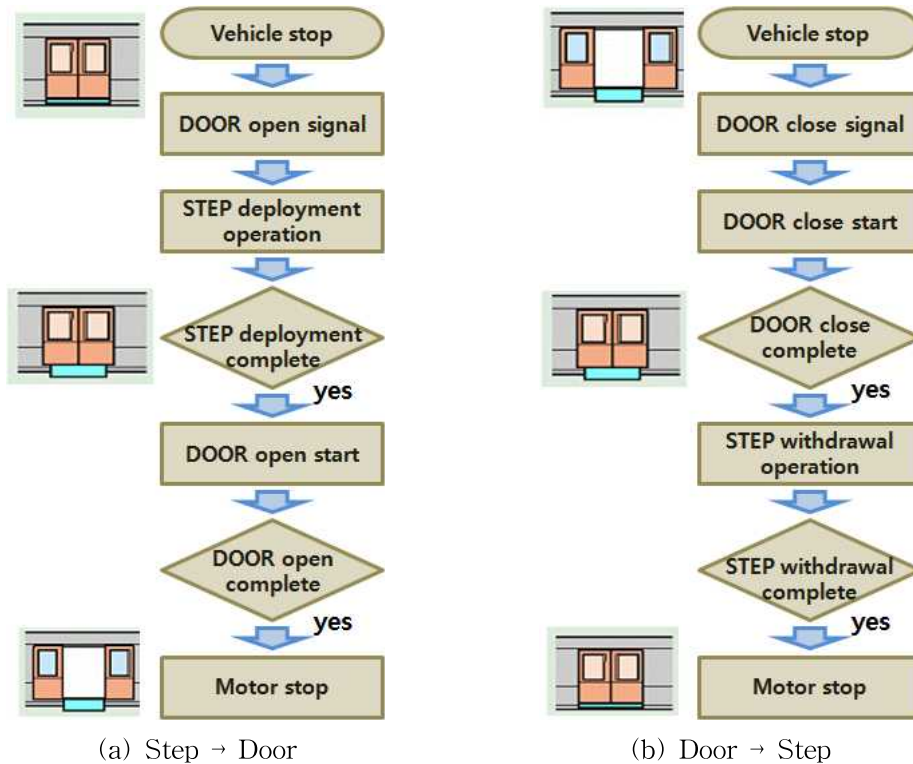 Vehicle stop
DOOR open signal
STEP deployment
operation
STEP deployment
complete
yes
DOOR open start
DOOR open
complete
yes
Motor stop
(a) Step → Door
Vehicle stop
DOOR close signal
DOOR close start
DOOR close
complete
yes
STEP withdrawal
operation
STEP withdrawal
complete
yes
Motor stop
(b) Door → Step